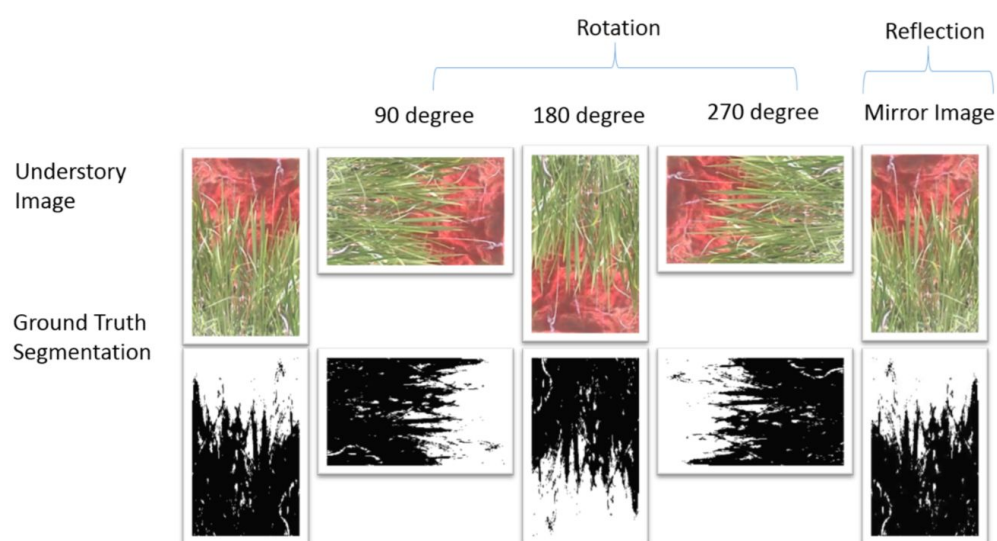 Rotation
Reflection
90 degree
180 degree
270 degree
Mirror Image
Understory
Image
Ground Truth
Segmentation